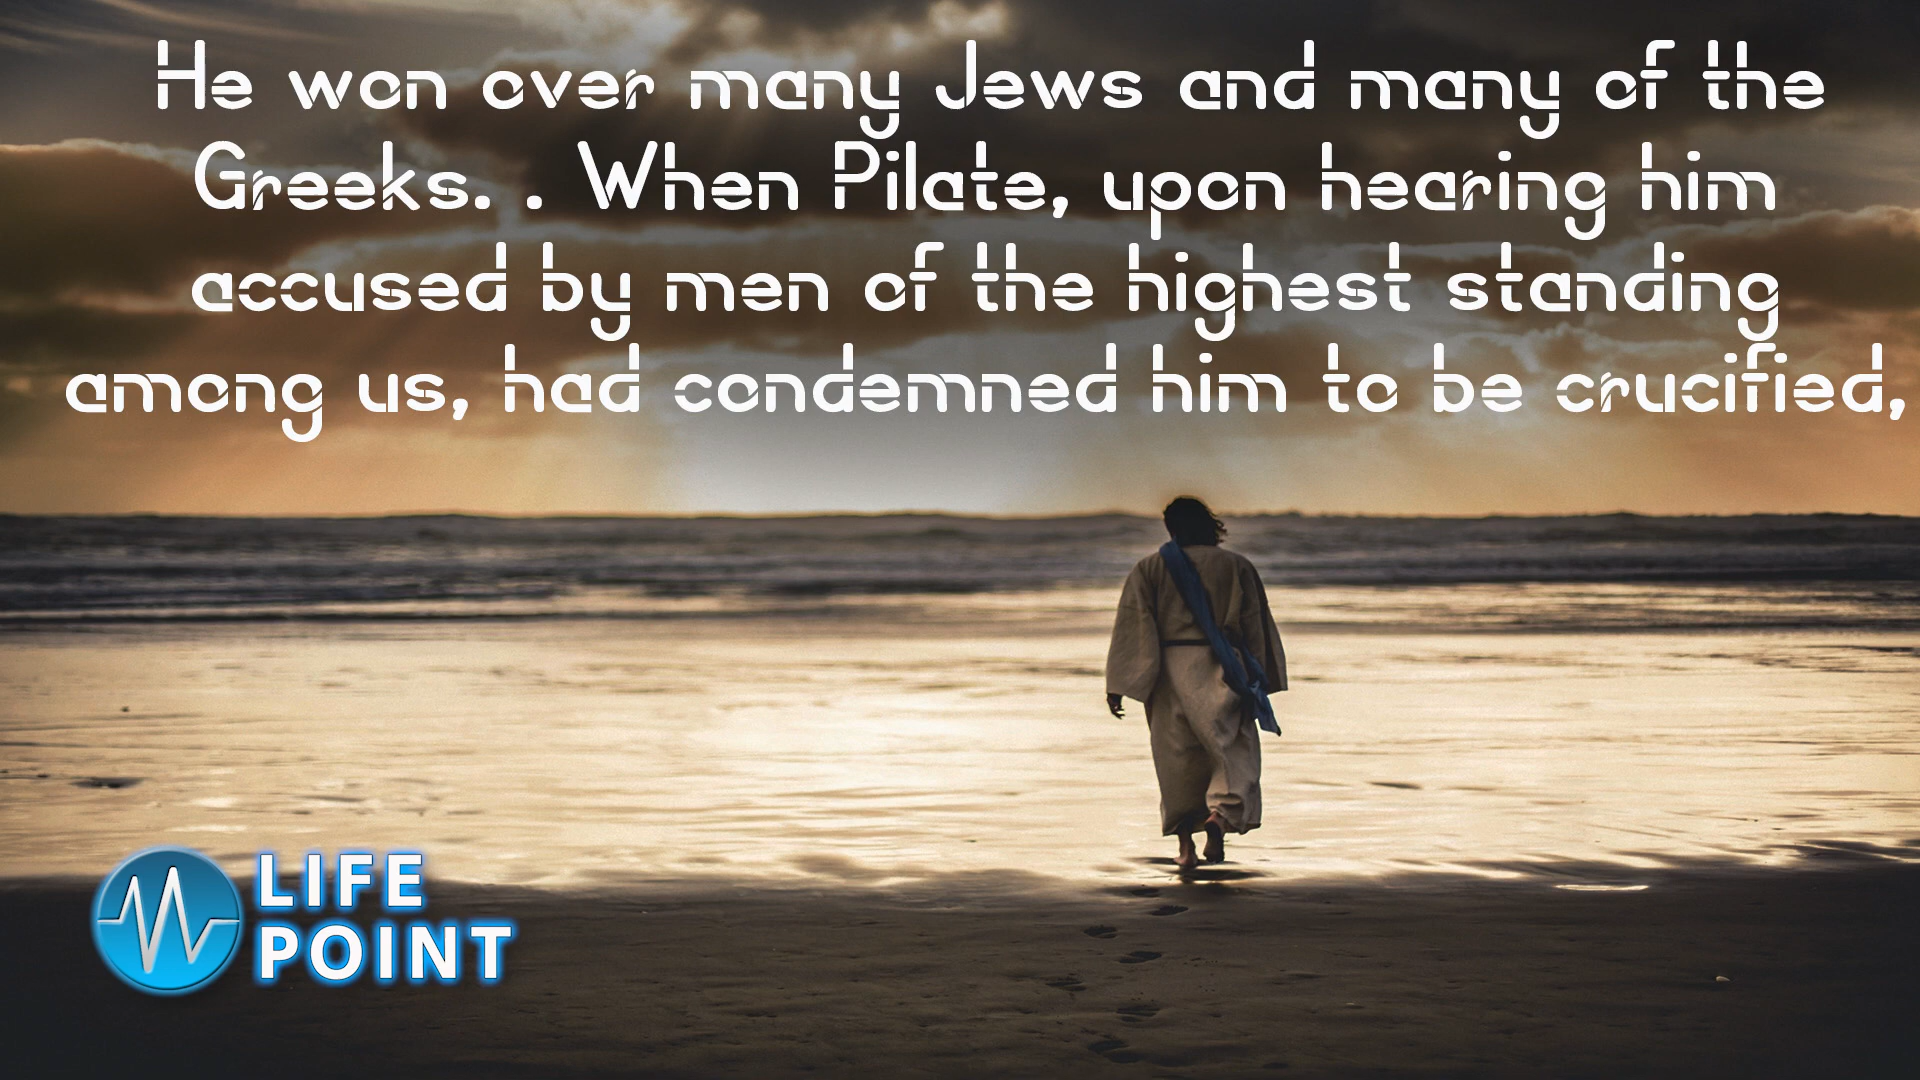 He won over many Jews and many of the
Greeks. . When Pilate, upon hearing him
accused by men of the highest standing
among us, had condemned him to be crucified,
LIFE
POINT